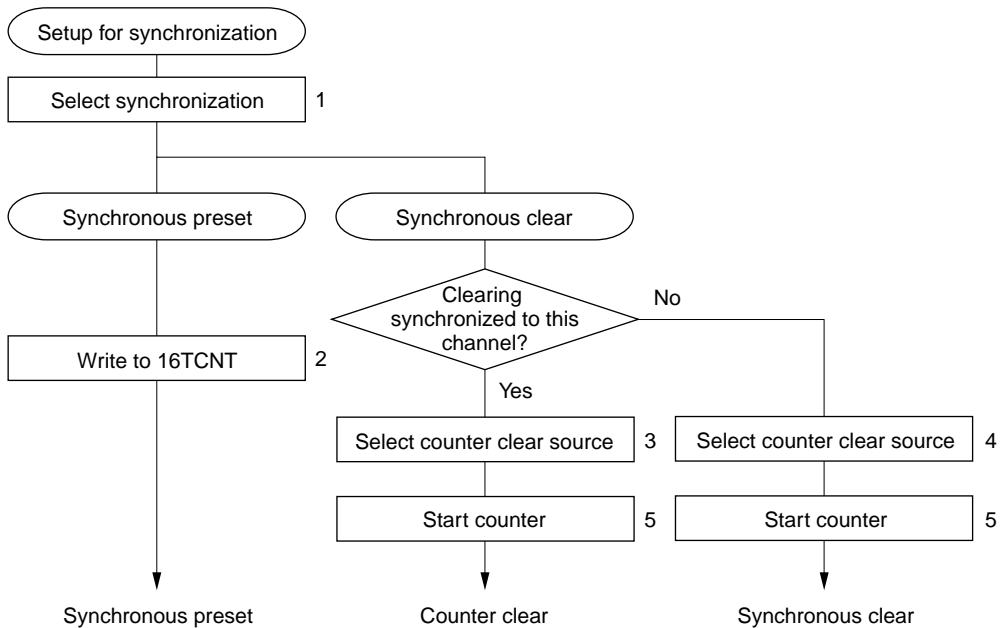 Setup for synchronization
Select synchronization 1
Synchronous preset
Synchronous clear
Clearing
synchronized to this
channel?
No
Write to 16TCNT 2
Yes
Select counter clear source 3
Select counter clear source 4
Start counter 5
Start counter 5
Synchronous preset
Counter clear
Synchronous clear